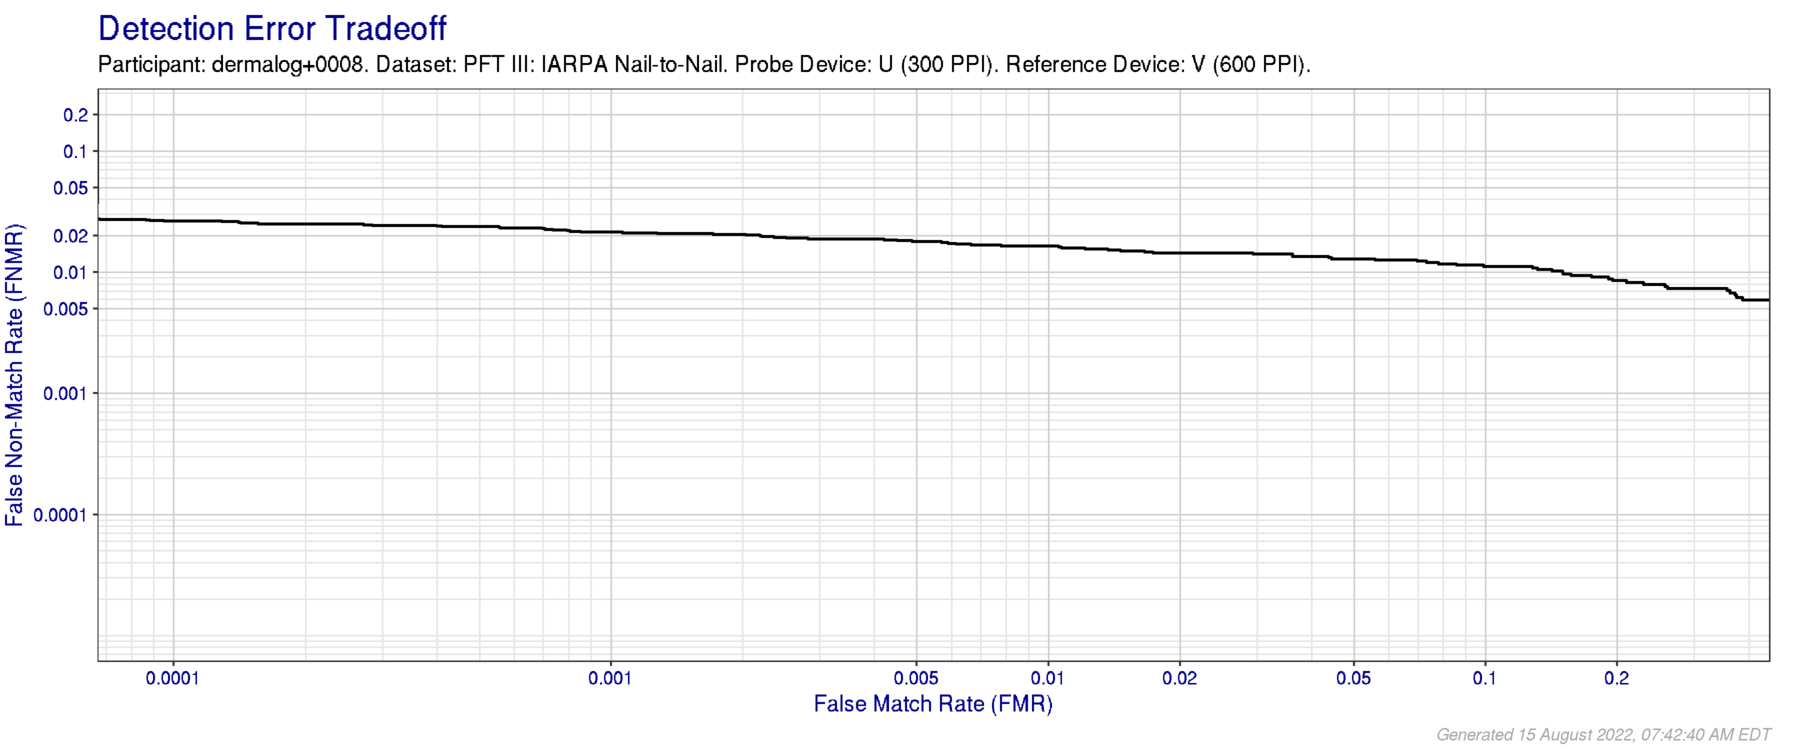 Detection Error Tradeoff
Participant: dermalog+0008. Dataset: PFT III: IARPA Nail-to-Nail. Probe Device: U (300 PPI). Reference Device: V (600 PPI).
False Non-Match Rate (FNMR)
0.2
0.1
0.05
0.02
0.01
0.005
0.001
0.0001
0.0001 0.001 0.005 0.01 0.02 0.05 0.1 0.2
False Match Rate (FMR)
Generated 15 August 2022, 07:42:40 AM EDT